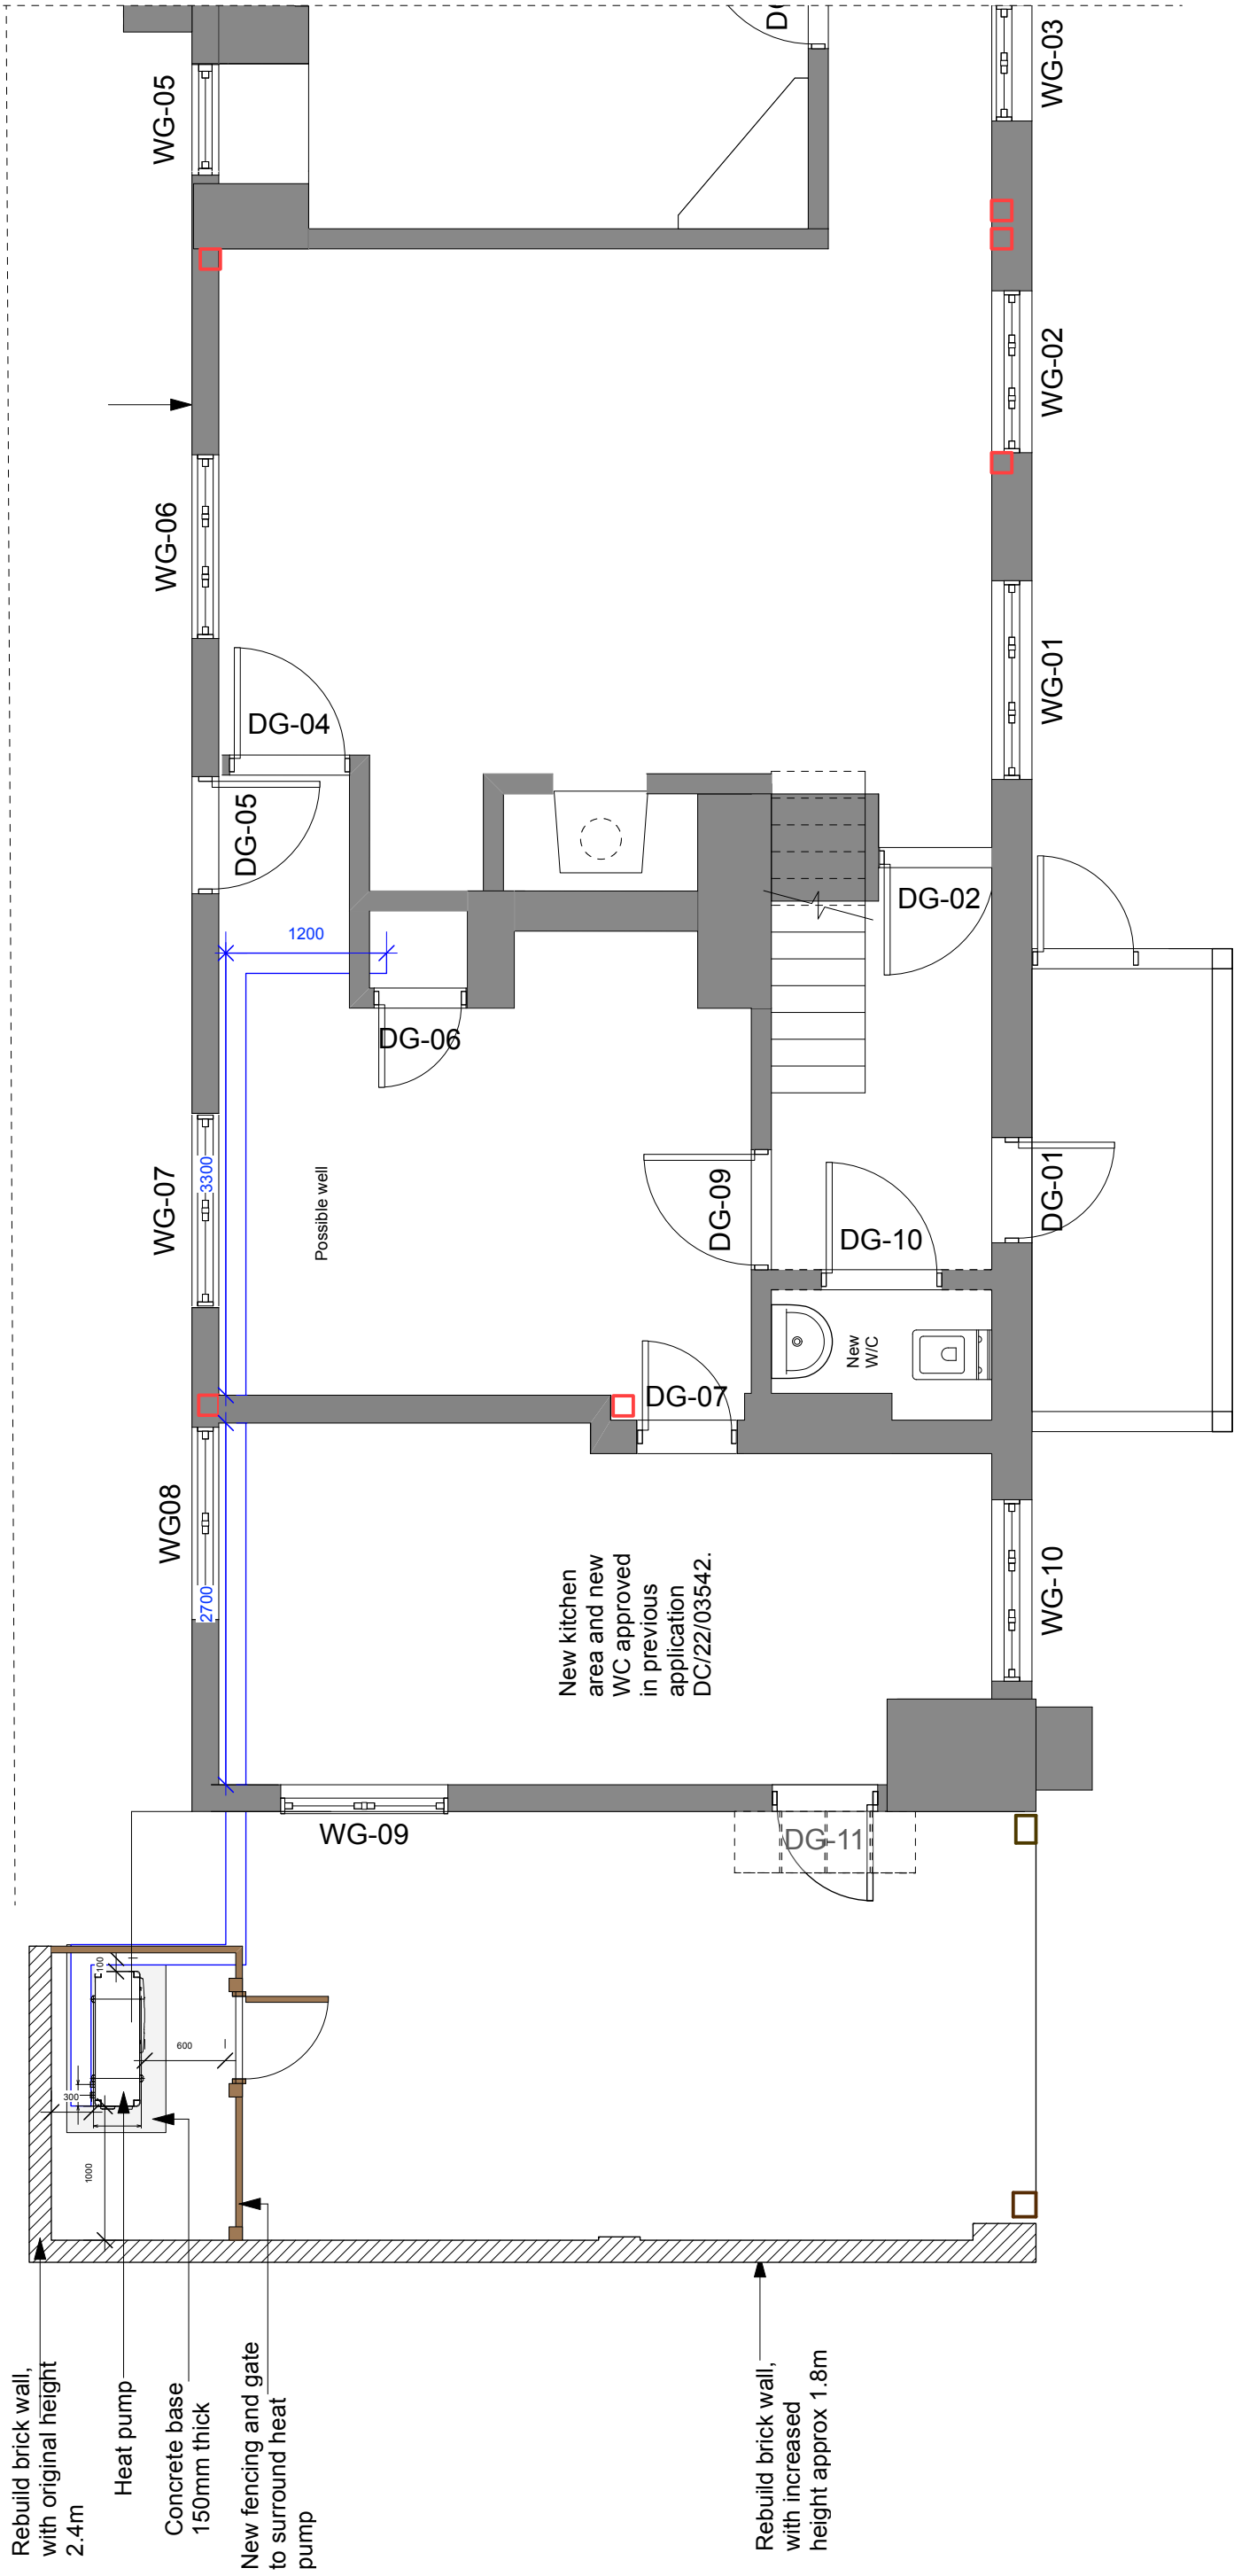 WG-05
DG
WG-03
WG-06
WG-02
DG-04
WG-01
DG-05
DG-02
1200
DG-06
WG-07
3300
Possible well
DG-09
DG-10
DG-01
New
W/C
DG-07
WG08
2700
New kitchen
area and new
WC approved
in previous
application
DC/22/03542.
WG-10
WG-09
DG-11
100
600
300
1000
Rebuild brick wall,
with original height
2.4m
Heat pump
Concrete base
150mm thick
New fencing and gate
to surround heat
pump
Rebuild brick wall,
with increased
height approx 1.8m